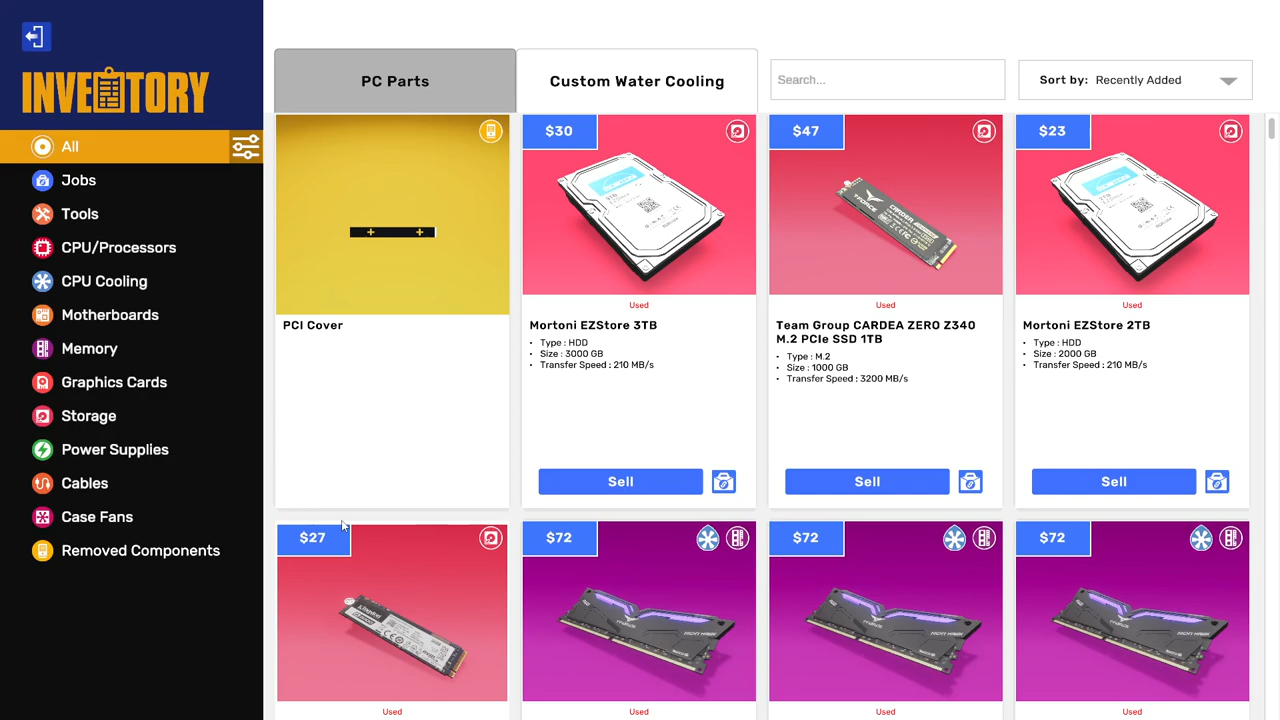 INVENTORY
All
Jobs
Tools
CPU/Processors
CPU Cooling
Motherboards
Memory
Graphics Cards
Storage
Power Supplies
Cables
Case Fans
Removed Components
PC Parts
Custom Water Cooling
Search...
Sort by: Recently Added
PCI Cover
$30
Used
Mortoni EZStore 3TB
• Type : HDD
• Size : 3000 GB
• Transfer Speed : 210 MB/s
Sell
$47
CARDEA
Used
Team Group CARDEA ZERO Z340
M.2 PCIe SSD 1TB
• Type : M.2
• Size : 1000 GB
• Transfer Speed : 3200 MB/s
Sell
$23
Used
Mortoni EZStore 2TB
• Type : HDD
• Size : 2000 GB
• Transfer Speed : 210 MB/s
Sell
$27
Used
$72
Used
$72
Used
$72
Used